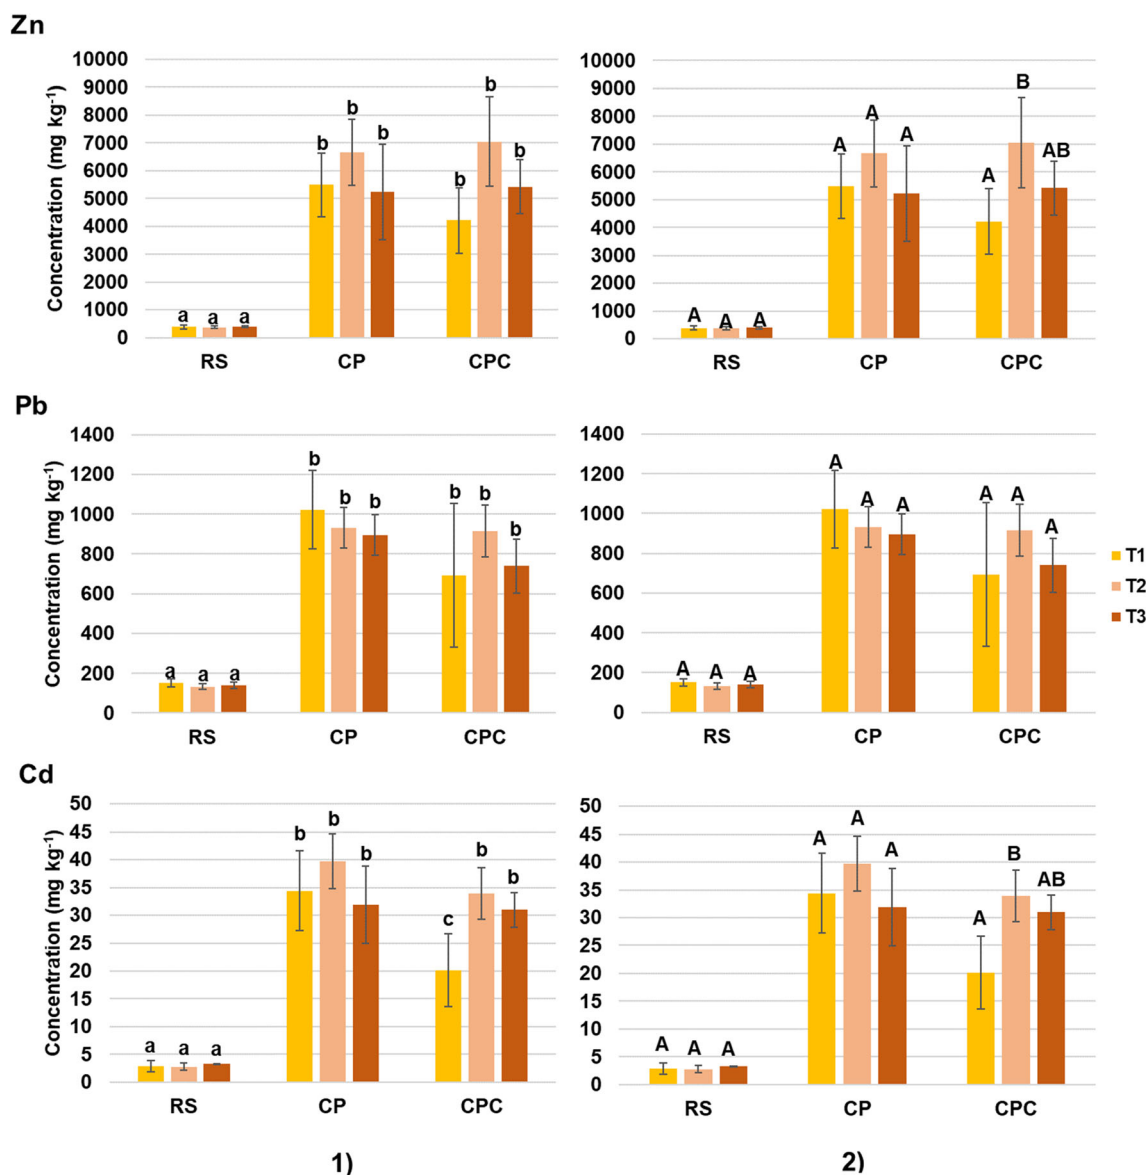 Zn
Concentration (mg kg⁻¹)
10000
9000
8000
7000
6000
5000
4000
3000
2000
1000
0
a a a
b b b
b b b
RS CP CPC
10000
9000
8000
7000
6000
5000
4000
3000
2000
1000
0
A A A
A A A
A B AB
RS CP CPC
Pb
Concentration (mg kg⁻¹)
1400
1200
1000
800
600
400
200
0
a a a
b b b
b b b
RS CP CPC
1400
1200
1000
800
600
400
200
0
A A A
A A A
A A A
RS CP CPC
T1
T2
T3
Cd
Concentration (mg kg⁻¹)
50
45
40
35
30
25
20
15
10
5
0
a a a
b b b
c b b
RS CP CPC
50
45
40
35
30
25
20
15
10
5
0
A A A
A A A
A B AB
RS CP CPC
1) 2)